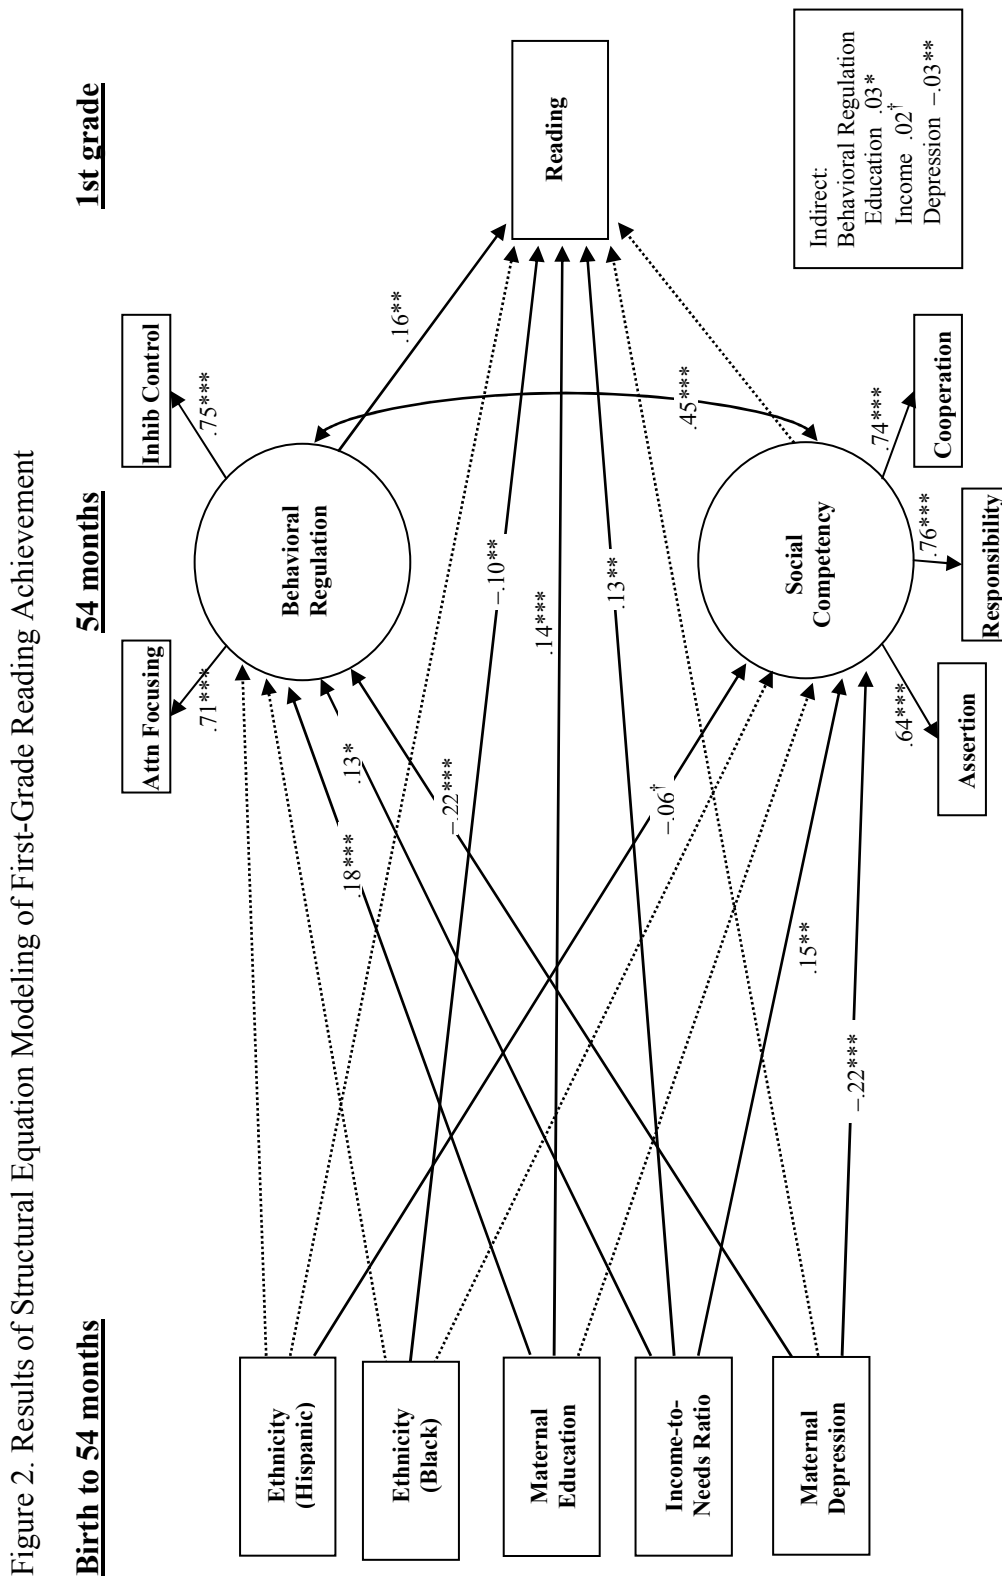 Figure 2. Results of Structural Equation Modeling of First-Grade Reading Achievement
Birth to 54 months
54 months
1st grade
Attn Focusing
Inhib Control
.71***
.75***
Behavioral
Regulation
Ethnicity
(Hispanic)
Ethnicity
(Black)
Maternal
Education
Income-to-
Needs Ratio
Maternal
Depression
.18***
.13*
–.22***
–.10**
.14***
.13**
–.06†
.15**
–.22***
.16**
.45***
Reading
Social
Competency
.64***
.76***
.74***
Assertion
Responsibility
Cooperation
Indirect:
Behavioral Regulation
Education .03*
Income .02†
Depression –.03**